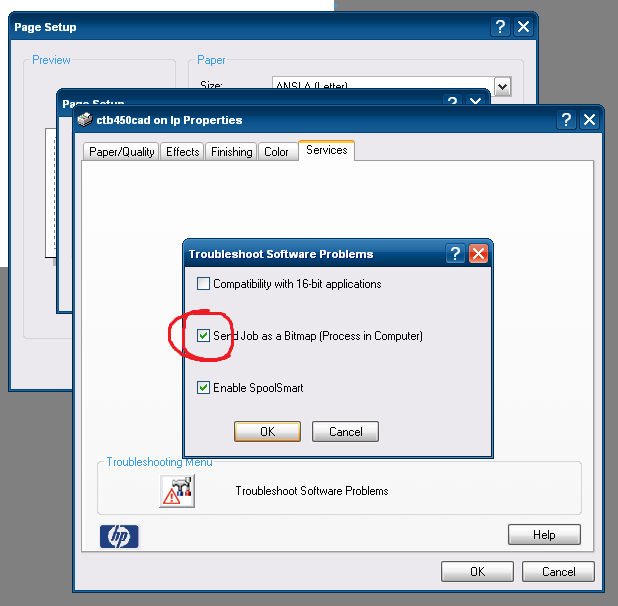 Page Setup
Preview
Paper
Size:
ANSI A (Letter)
Page Setup
ctb450cad on lp Properties
Paper/Quality
Effects
Finishing
Color
Services
Troubleshoot Software Problems
Compatibility with 16-bit applications
Send Job as a Bitmap (Process in Computer)
Enable SpoolSmart
OK
Cancel
Troubleshooting Menu
Troubleshoot Software Problems
hp
Help
OK
Cancel